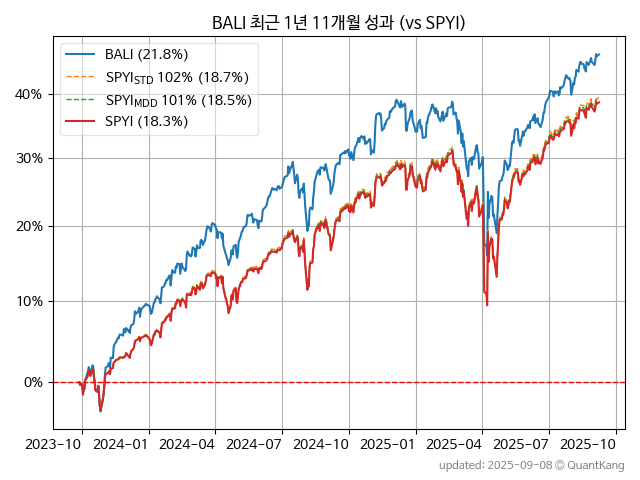 BALI 최근 1년 11개월 성과 (vs SPYI)
BALI (21.8%)
SPYI_STD 102% (18.7%)
SPYI_MDD 101% (18.5%)
SPYI (18.3%)
40%
30%
20%
10%
0%
2023-10 2024-01 2024-04 2024-07 2024-10 2025-01 2025-04 2025-07 2025-10
updated: 2025-09-08 © QuantKang